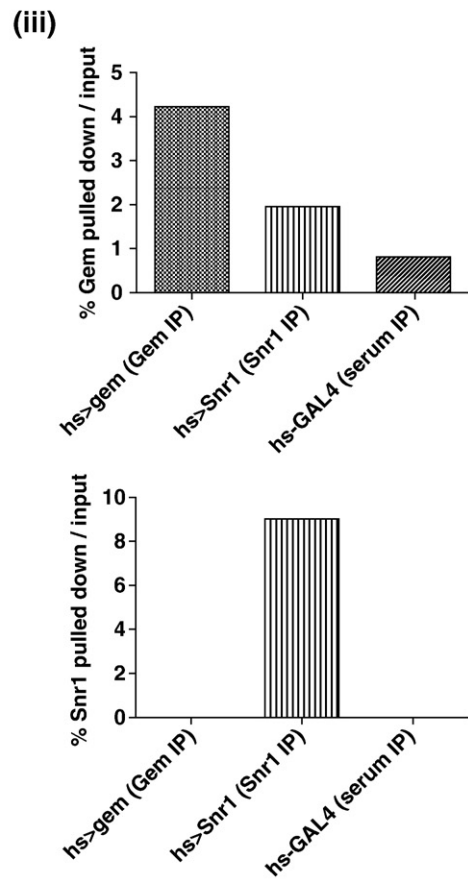 (iii)
% Gem pulled down / input
5
4
3
2
1
0
hs>gem (Gem IP)
hs>Snr1 (Snr1 IP)
hs-GAL4 (serum IP)
% Snr1 pulled down / input
10
8
6
4
2
0
hs>gem (Gem IP)
hs>Snr1 (Snr1 IP)
hs-GAL4 (serum IP)